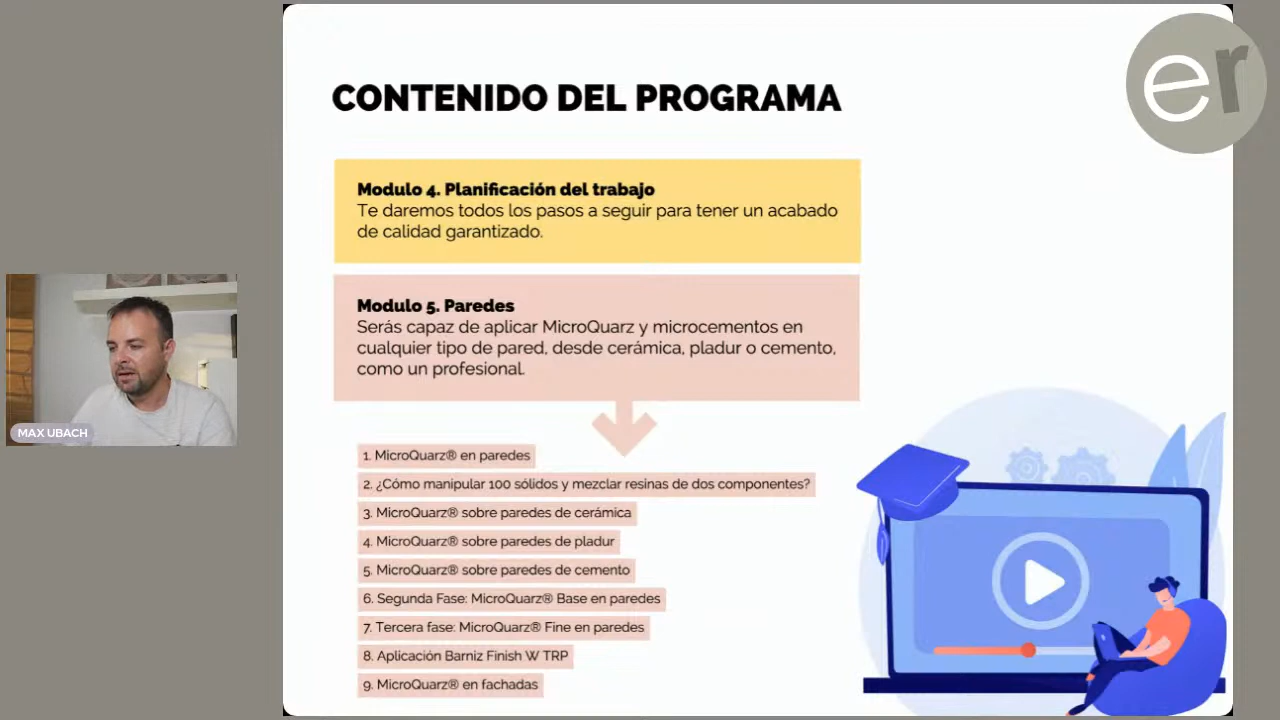 er
CONTENIDO DEL PROGRAMA
Modulo 4. Planificación del trabajo
Te daremos todos los pasos a seguir para tener un acabado
de calidad garantizado.
Modulo 5. Paredes
Serás capaz de aplicar MicroQuarz y microcementos en
cualquier tipo de pared, desde cerámica, pladur o cemento,
como un profesional.
MAX UBACH
1. MicroQuarz® en paredes
2. ¿Cómo manipular 100 sólidos y mezclar resinas de dos componentes?
3. MicroQuarz® sobre paredes de cerámica
4. MicroQuarz® sobre paredes de pladur
5. MicroQuarz® sobre paredes de cemento
6. Segunda Fase: MicroQuarz® Base en paredes
7. Tercera fase: MicroQuarz® Fine en paredes
8. Aplicación Barniz Finish W TRP
9. MicroQuarz® en fachadas